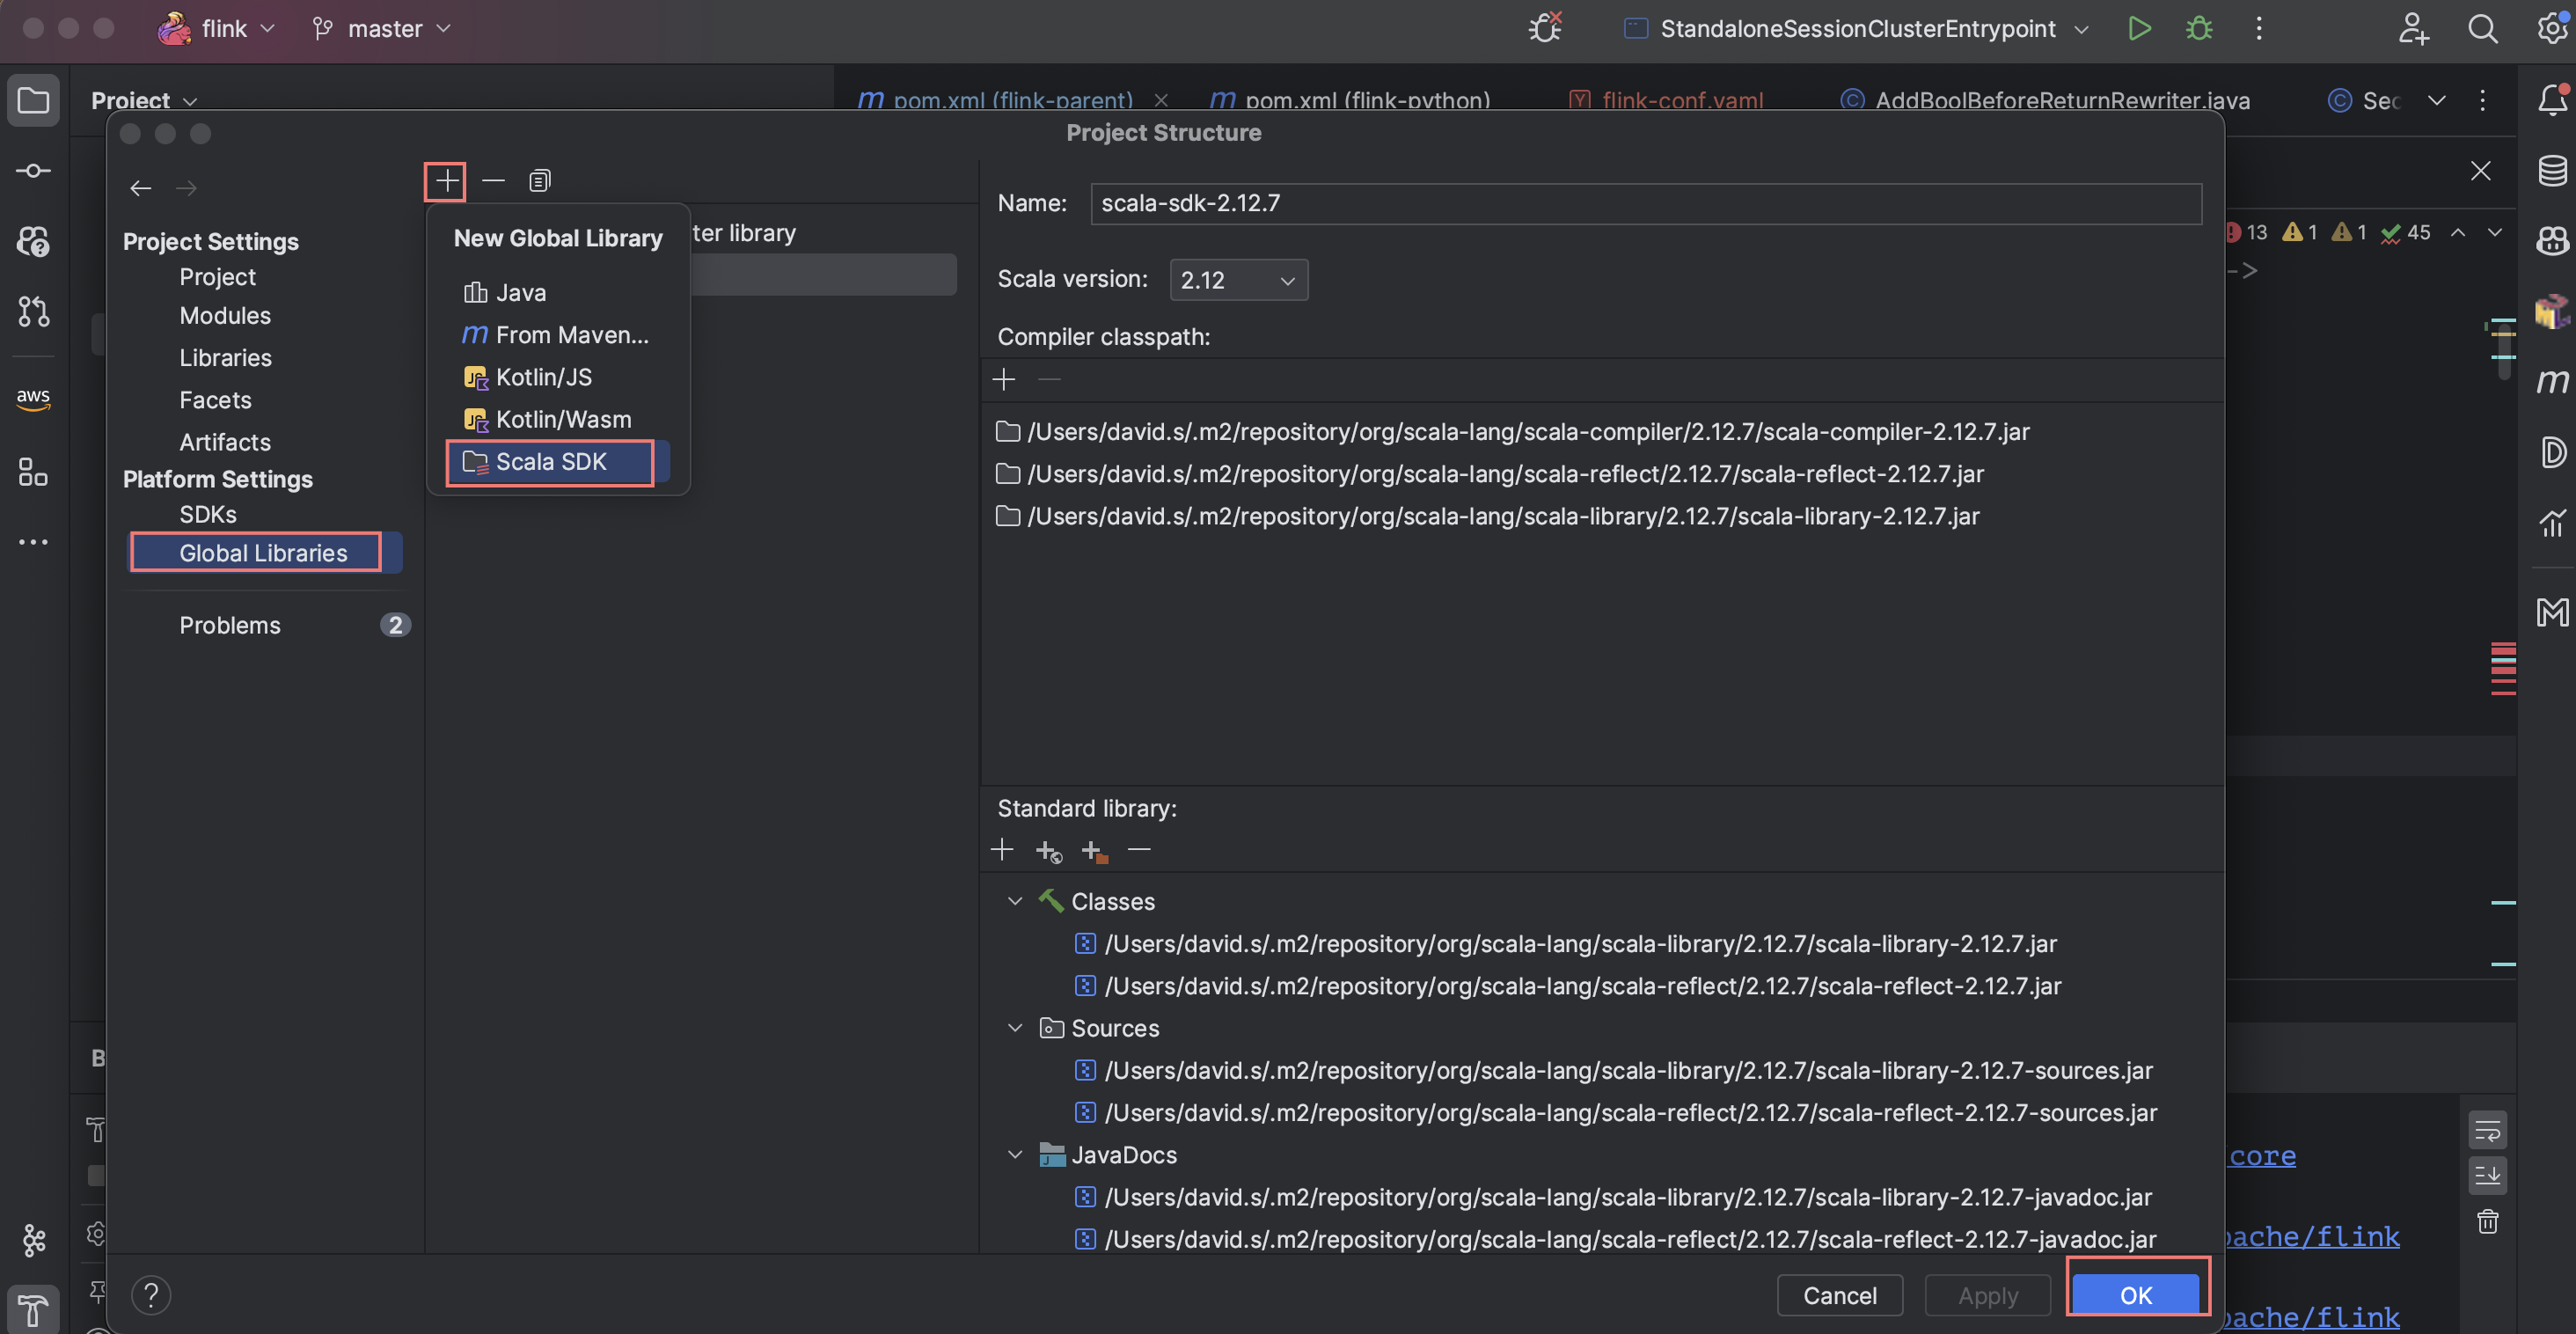 flink
master
StandaloneSessionClusterEntrypoint
Project
pom.xml (flink-parent)
pom.xml (flink-python)
flink-conf.yaml
AddBoolBeforeReturnRewriter.java
Project Structure
Project Settings
Project
Modules
Libraries
Facets
Artifacts
Platform Settings
SDKs
Global Libraries
Problems 2
New Global Library
ter library
Java
From Maven...
Kotlin/JS
Kotlin/Wasm
Scala SDK
Name: scala-sdk-2.12.7
Scala version: 2.12
Compiler classpath:
/Users/david.s/.m2/repository/org/scala-lang/scala-compiler/2.12.7/scala-compiler-2.12.7.jar
/Users/david.s/.m2/repository/org/scala-lang/scala-reflect/2.12.7/scala-reflect-2.12.7.jar
/Users/david.s/.m2/repository/org/scala-lang/scala-library/2.12.7/scala-library-2.12.7.jar
Standard library:
Classes
/Users/david.s/.m2/repository/org/scala-lang/scala-library/2.12.7/scala-library-2.12.7.jar
/Users/david.s/.m2/repository/org/scala-lang/scala-reflect/2.12.7/scala-reflect-2.12.7.jar
Sources
/Users/david.s/.m2/repository/org/scala-lang/scala-library/2.12.7/scala-library-2.12.7-sources.jar
/Users/david.s/.m2/repository/org/scala-lang/scala-reflect/2.12.7/scala-reflect-2.12.7-sources.jar
JavaDocs
/Users/david.s/.m2/repository/org/scala-lang/scala-library/2.12.7/scala-library-2.12.7-javadoc.jar
/Users/david.s/.m2/repository/org/scala-lang/scala-reflect/2.12.7/scala-reflect-2.12.7-javadoc.jar
? Cancel Apply OK
13 1 1 45
->
aws
core
ache/flink
ache/flink